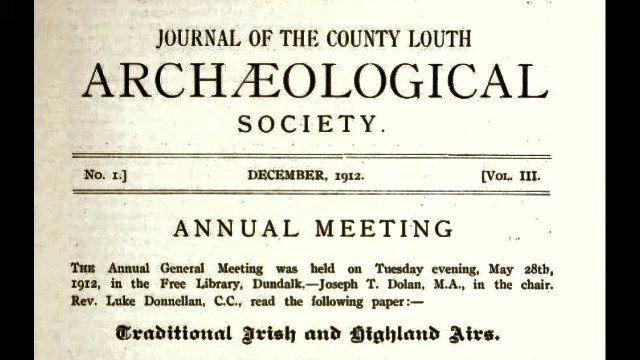 JOURNAL OF THE COUNTY LOUTH
ARCHÆOLOGICAL
SOCIETY.
No. 1.] DECEMBER, 1912. [Vol. III.
ANNUAL MEETING
The Annual General Meeting was held on Tuesday evening, May 28th,
1912, in the Free Library, Dundalk,—Joseph T. Dolan, M.A., in the chair.
Rev. Luke Donnellan, C.C., read the following paper:—
Traditional Irish and Highland Airs.